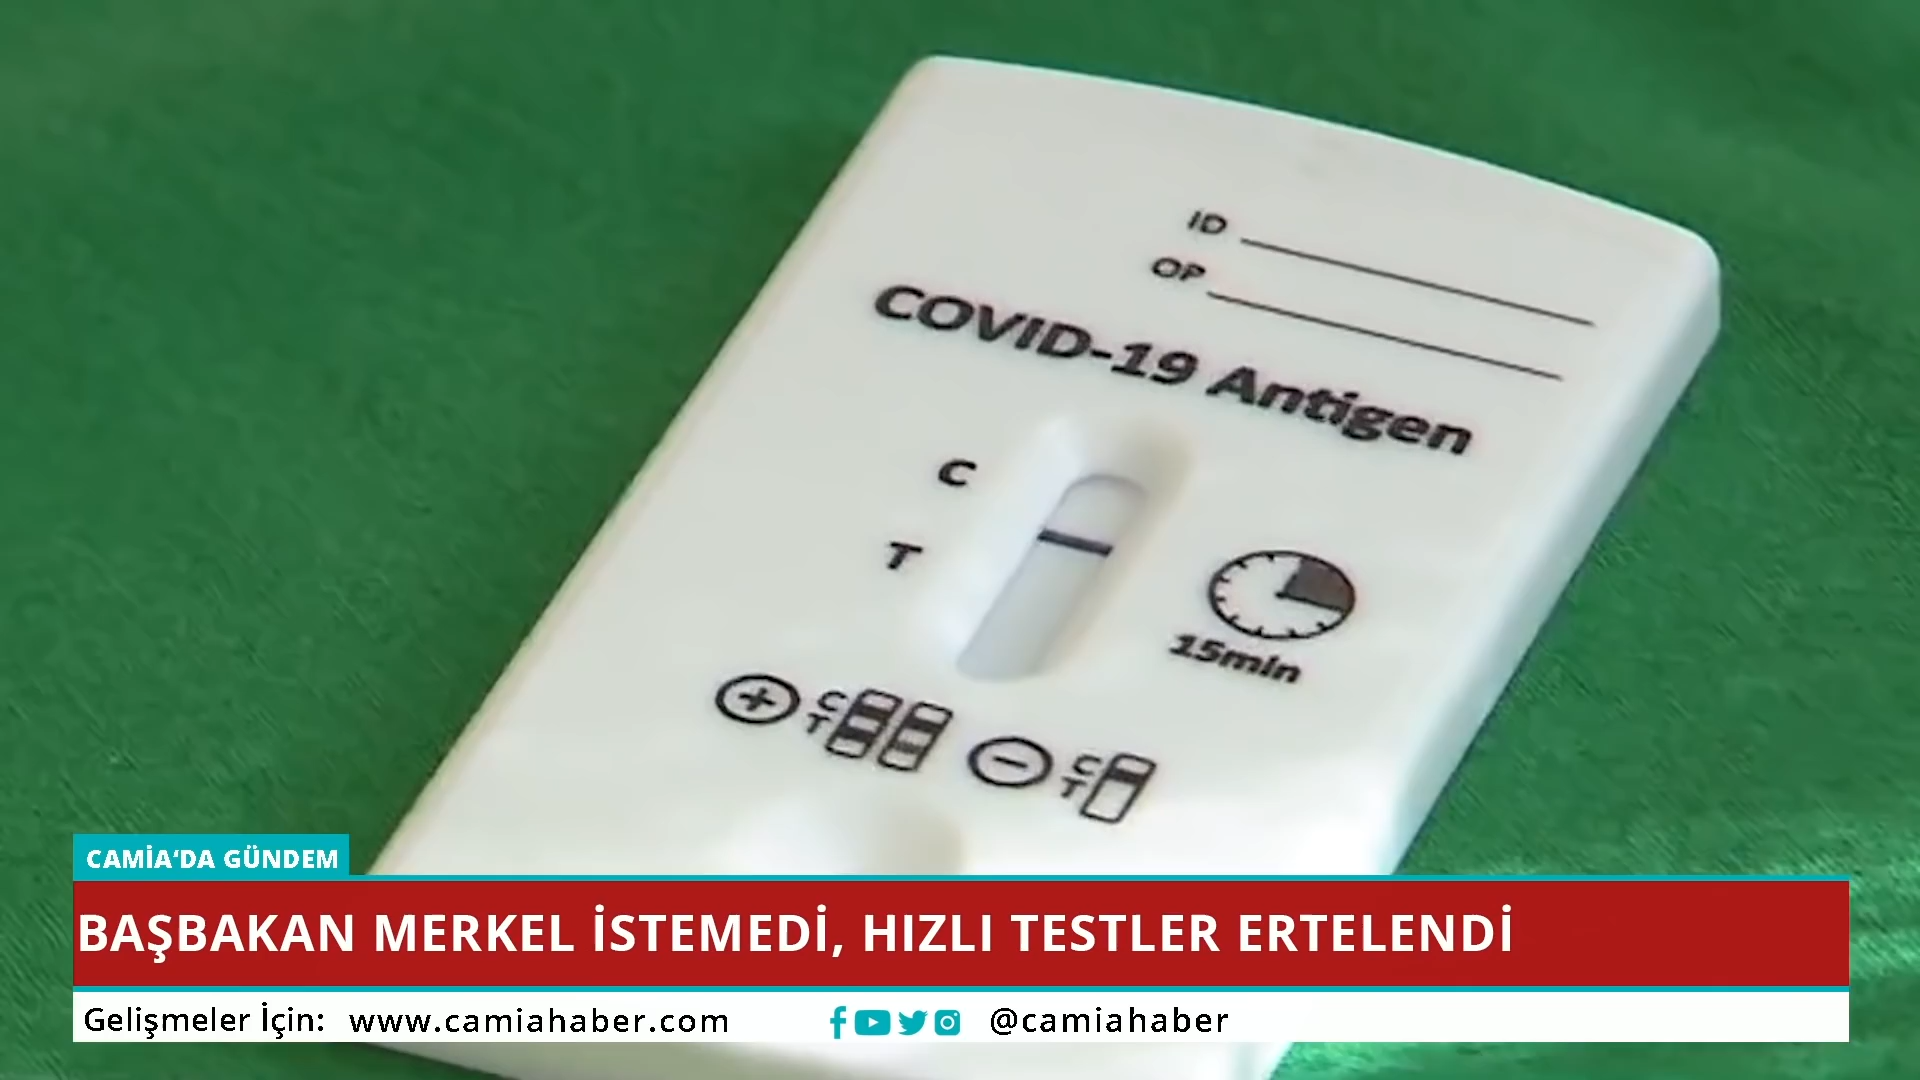 ID
OP
COVID-19 Antigen
C
T
15min
C
T
C
T
CAMİA‘DA GÜNDEM
BAŞBAKAN MERKEL İSTEMEDİ, HIZLI TESTLER ERTELENDİ
Gelişmeler İçin: www.camiahaber.com @camiahaber